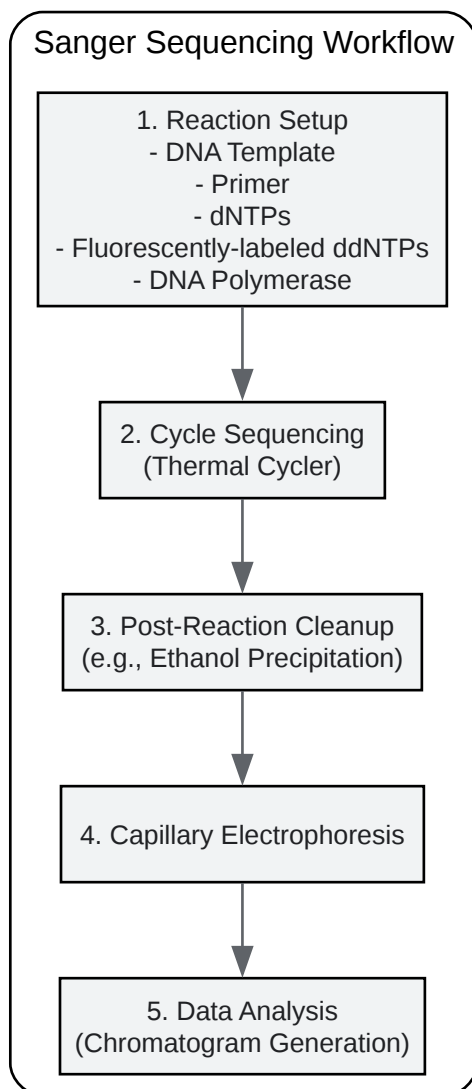 Sanger Sequencing Workflow
1. Reaction Setup
- DNA Template
- Primer
- dNTPs
- Fluorescently-labeled ddNTPs
- DNA Polymerase
2. Cycle Sequencing
(Thermal Cycler)
3. Post-Reaction Cleanup
(e.g., Ethanol Precipitation)
4. Capillary Electrophoresis
5. Data Analysis
(Chromatogram Generation)